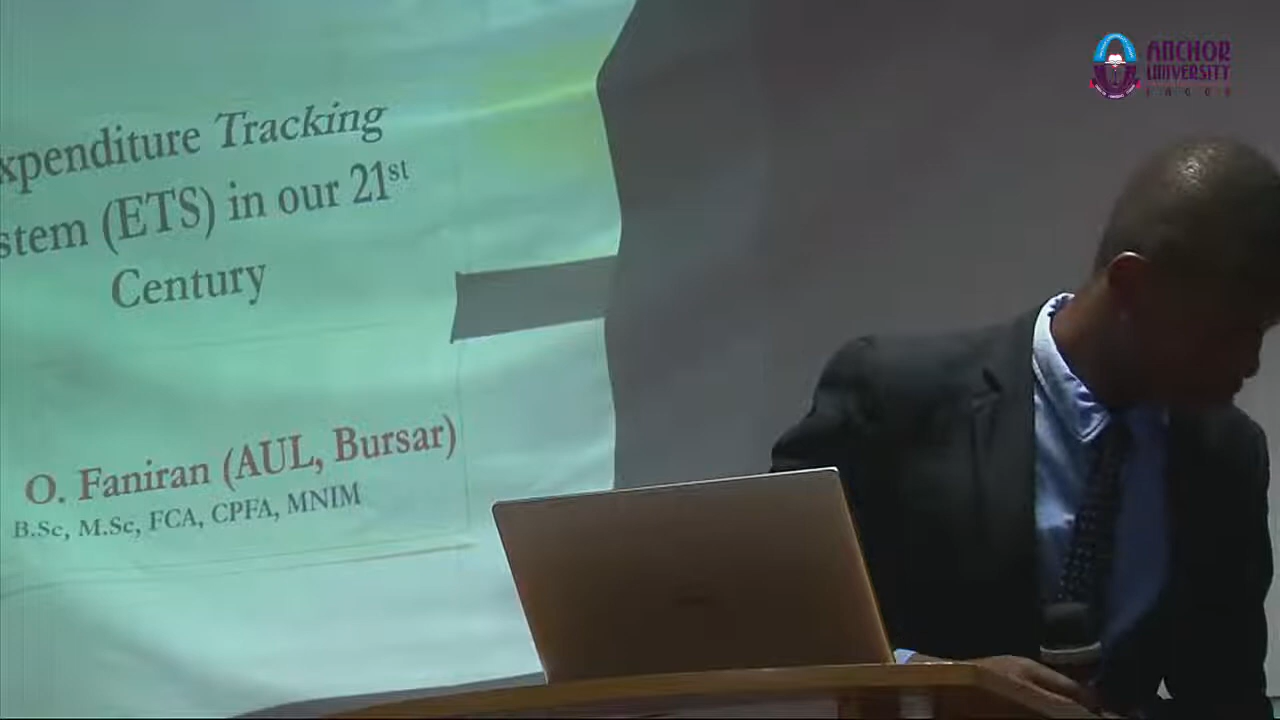 xpenditure Tracking
stem (ETS) in our 21st
Century
O. Faniran (AUL, Bursar)
B.Sc, M.Sc, FCA, CPFA, MNIM
ANCHOR
UNIVERSITY